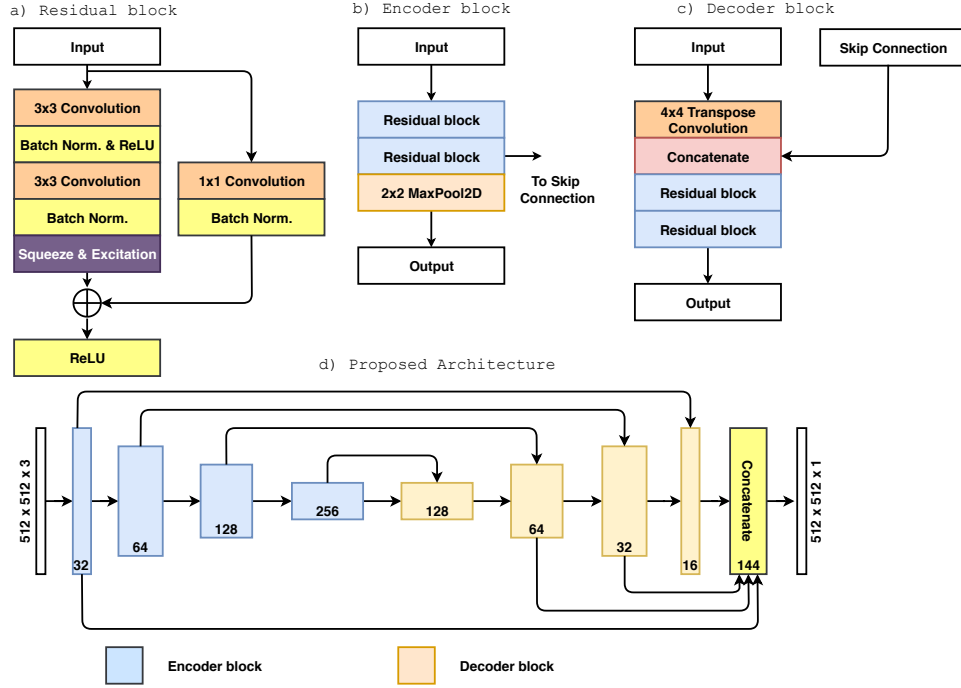 a) Residual block
Input
3x3 Convolution
Batch Norm. & ReLU
3x3 Convolution
Batch Norm.
Squeeze & Excitation
1x1 Convolution
Batch Norm.
ReLU
b) Encoder block
Input
Residual block
Residual block
2x2 MaxPool2D
To Skip
Connection
Output
c) Decoder block
Input
Skip Connection
4x4 Transpose
Convolution
Concatenate
Residual block
Residual block
Output
d) Proposed Architecture
512 x 512 x 3
32
64
128
256
128
64
32
16
Concatenate
144
512 x 512 x 1
Encoder block
Decoder block